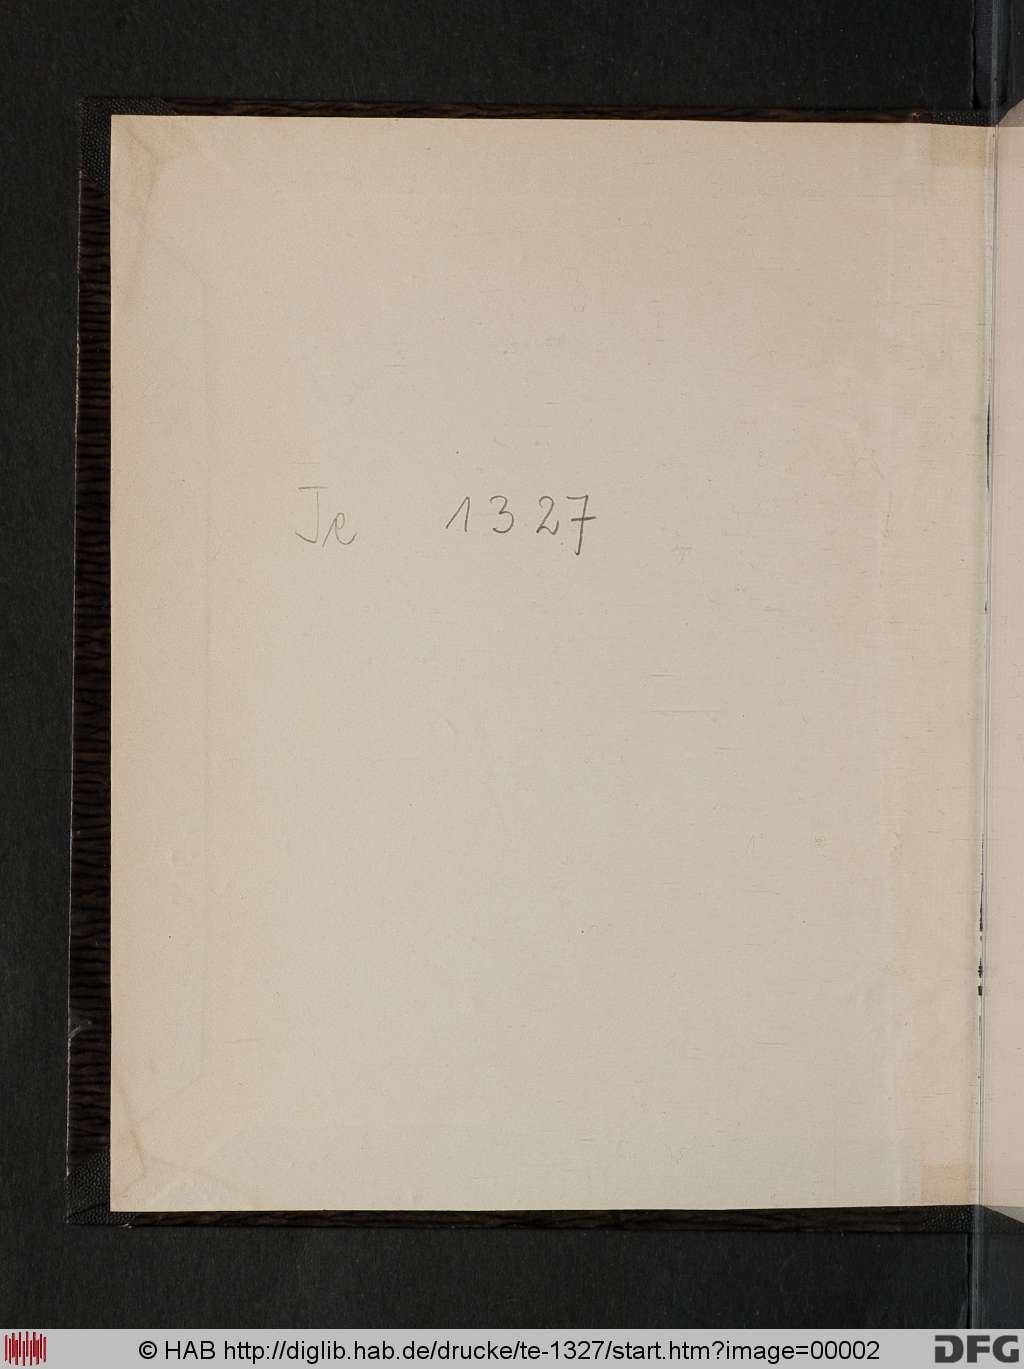 Te 1327
© HAB http://diglib.hab.de/drucke/te-1327/start.htm?image=00002
DFG